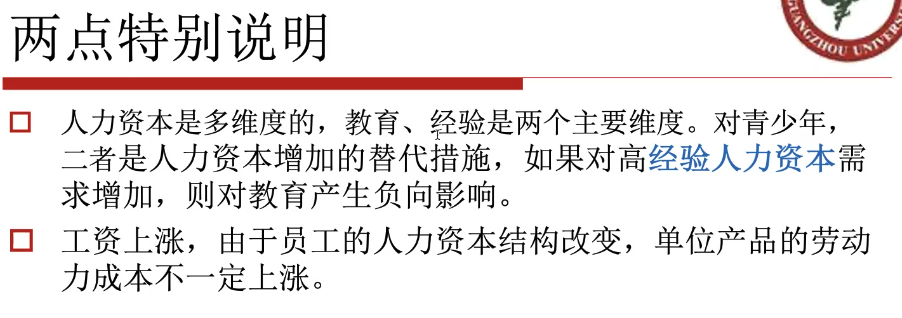 两点特别说明
GUANGZHOU UNIVERS
人力资本是多维度的，教育、经验是两个主要维度。对青少年，
二者是人力资本增加的替代措施，如果对高经验人力资本需
求增加，则对教育产生负向影响。
工资上涨，由于员工的人力资本结构改变，单位产品的劳动
力成本不一定上涨。